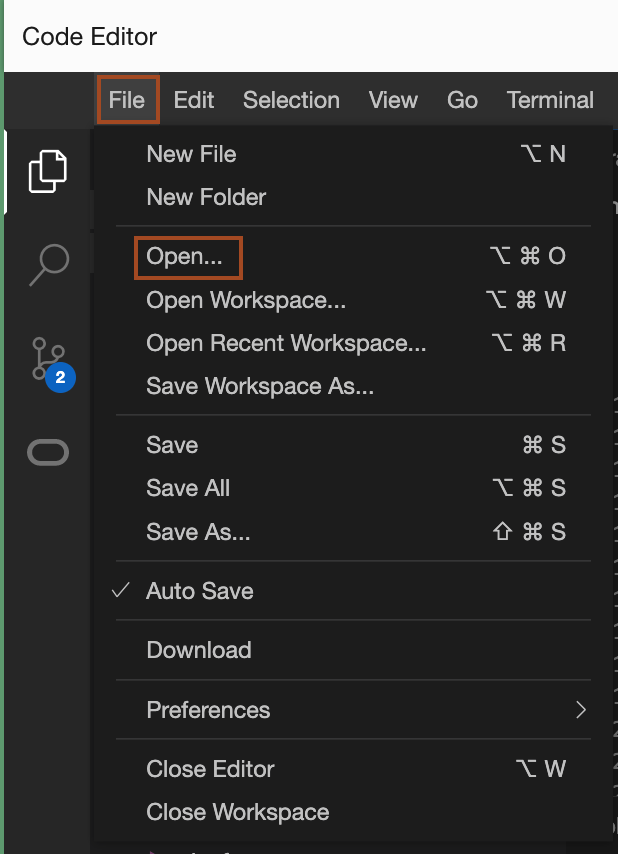 Code Editor
File Edit Selection View Go Terminal
New File ⌥ N
New Folder
Open... ⌥ ⌘ O
Open Workspace... ⌥ ⌘ W
Open Recent Workspace... ⌥ ⌘ R
Save Workspace As...
2
Save ⌘ S
Save All ⌥ ⌘ S
Save As... ⇧ ⌘ S
✓ Auto Save
Download
Preferences >
Close Editor ⌥ W
Close Workspace